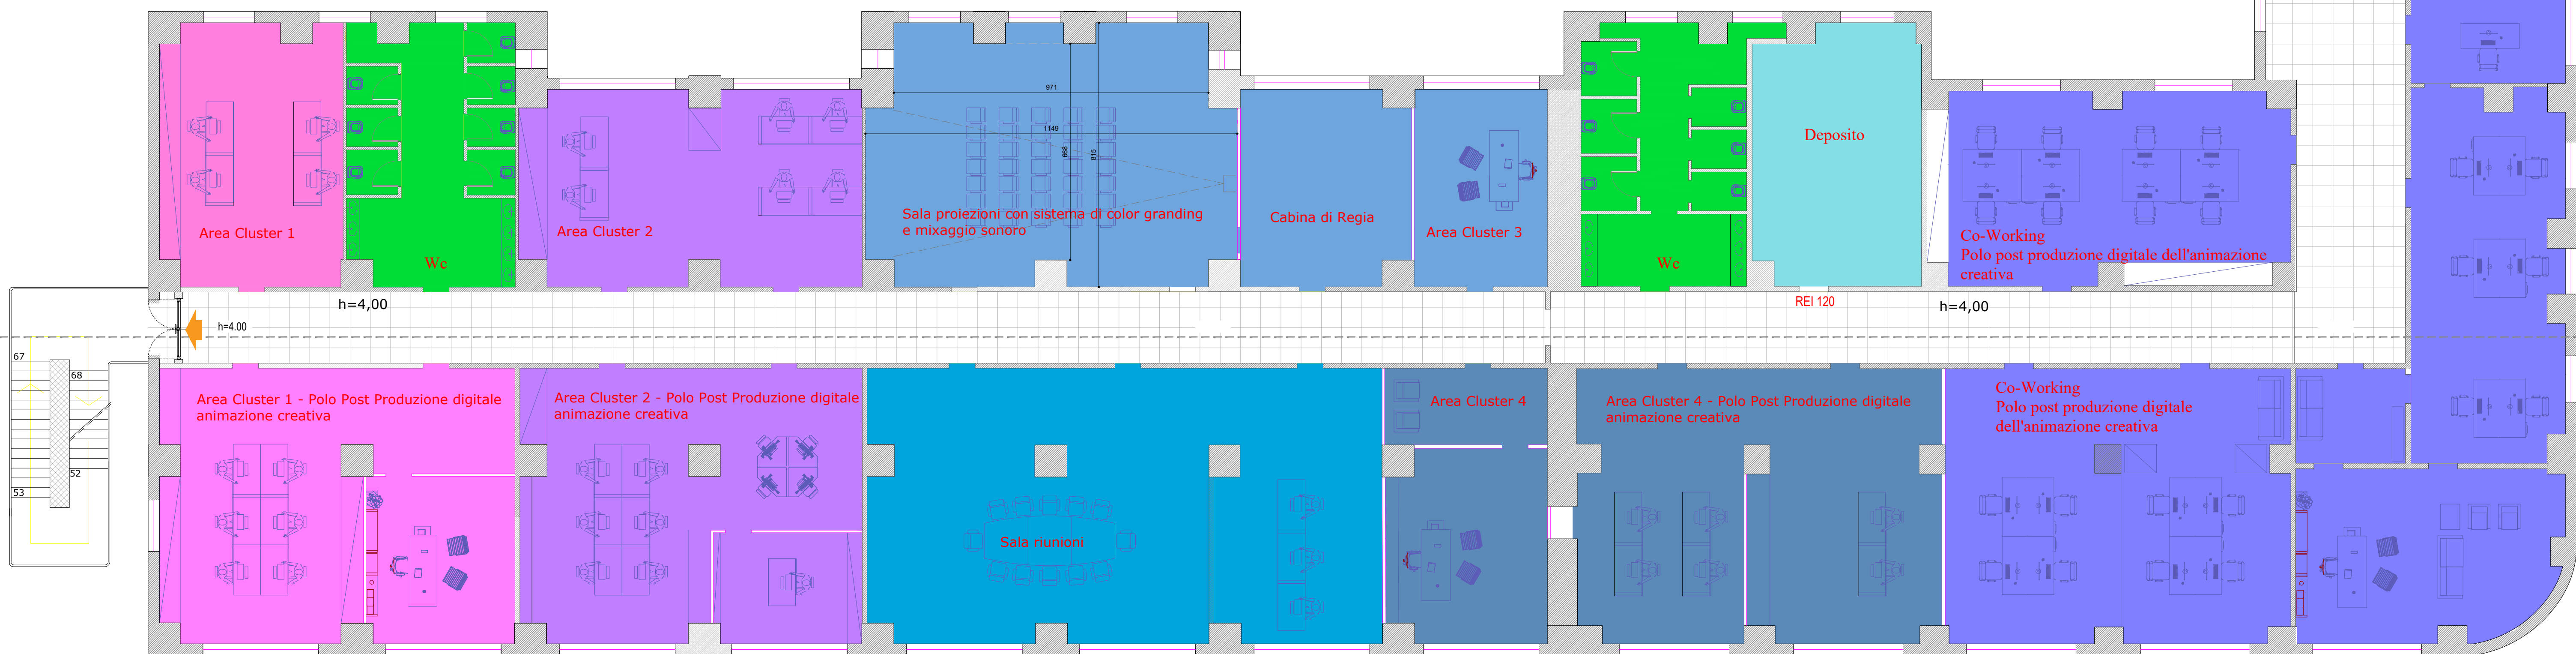 971
1149
668
815
Deposito
Area Cluster 1
Wc
Area Cluster 2
Sala proiezioni con sistema di color granding
e mixaggio sonoro
Cabina di Regia
Area Cluster 3
Wc
Co-Working
Polo post produzione digitale dell'animazione
creativa
h=4,00
h=4.00
REI 120
h=4,00
67
68
52
53
Area Cluster 1 - Polo Post Produzione digitale
animazione creativa
Area Cluster 2 - Polo Post Produzione digitale
animazione creativa
Sala riunioni
Area Cluster 4
Area Cluster 4 - Polo Post Produzione digitale
animazione creativa
Co-Working
Polo post produzione digitale
dell'animazione creativa